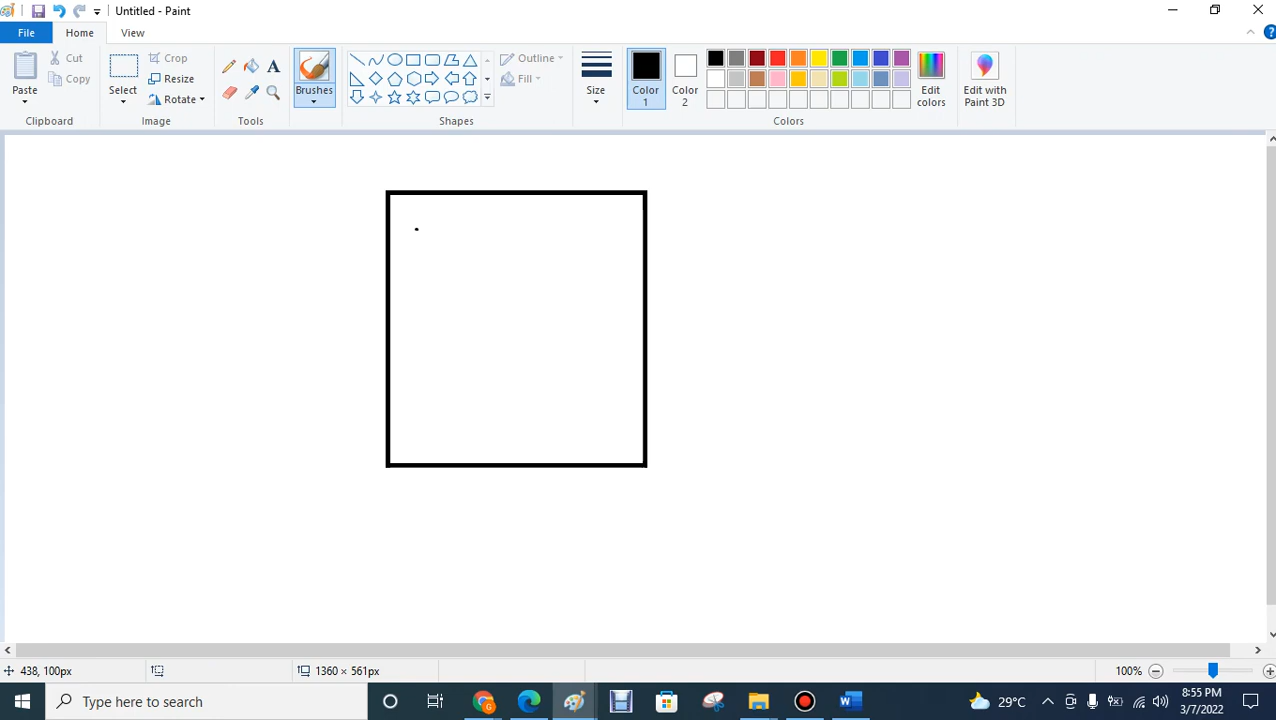 Untitled - Paint
File
Home
View
Paste
Cut
Copy
Clipboard
Select
Crop
Resize
Rotate
Image
A
Tools
Brushes
Shapes
Outline
Fill
Size
Color 1
Color 2
Edit colors
Colors
Edit with Paint 3D
438, 100px
1360 × 561px
100%
Type here to search
29°C
8:55 PM
3/7/2022